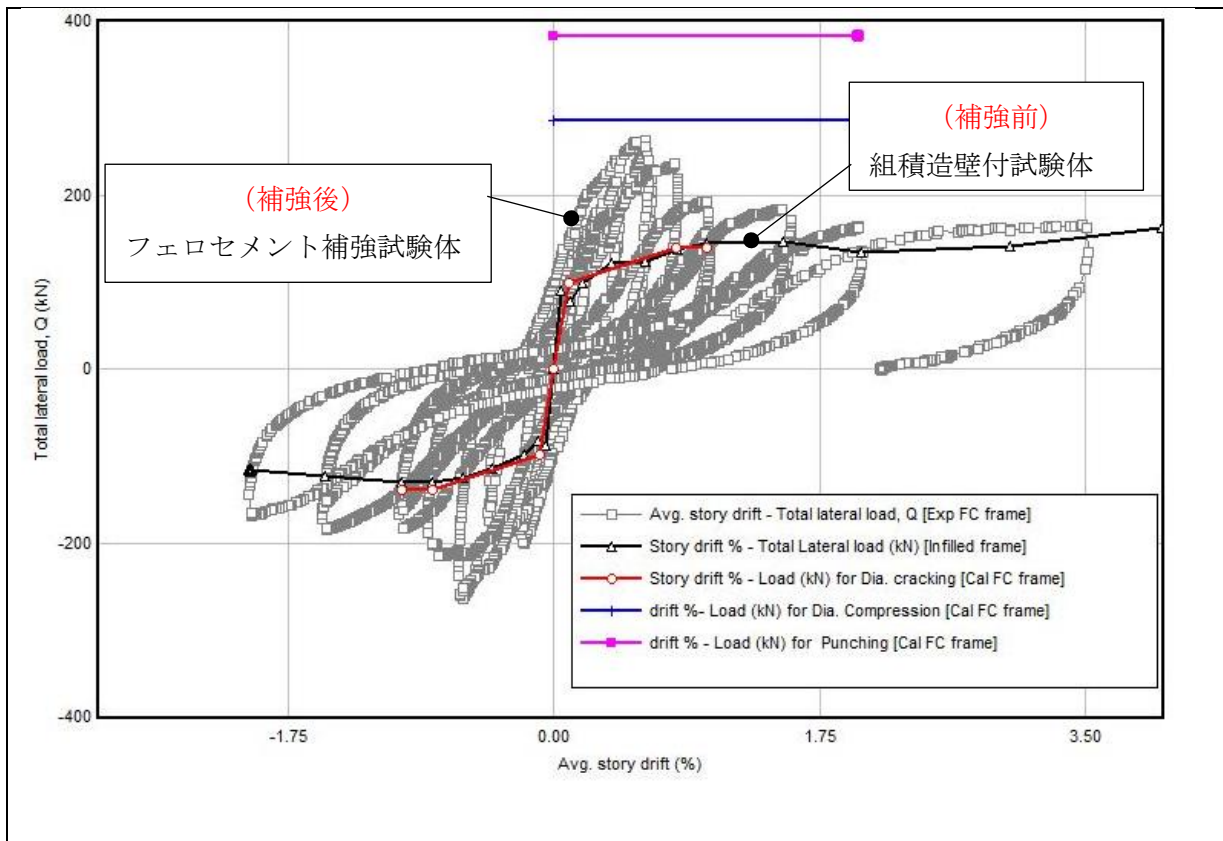 400
200
0
-200
-400
Total lateral load, Q (kN)
(補強後)
フェロセメント補強試験体
(補強前)
組積造壁付試験体
Avg. story drift - Total lateral load, Q [Exp FC frame]
Story drift % - Total Lateral load (kN) [Infilled frame]
Story drift % - Load (kN) for Dia. cracking [Cal FC frame]
drift %- Load (kN) for Dia. Compression [Cal FC frame]
drift % - Load (kN) for Punching [Cal FC frame]
-1.75 0.00 1.75 3.50
Avg. story drift (%)